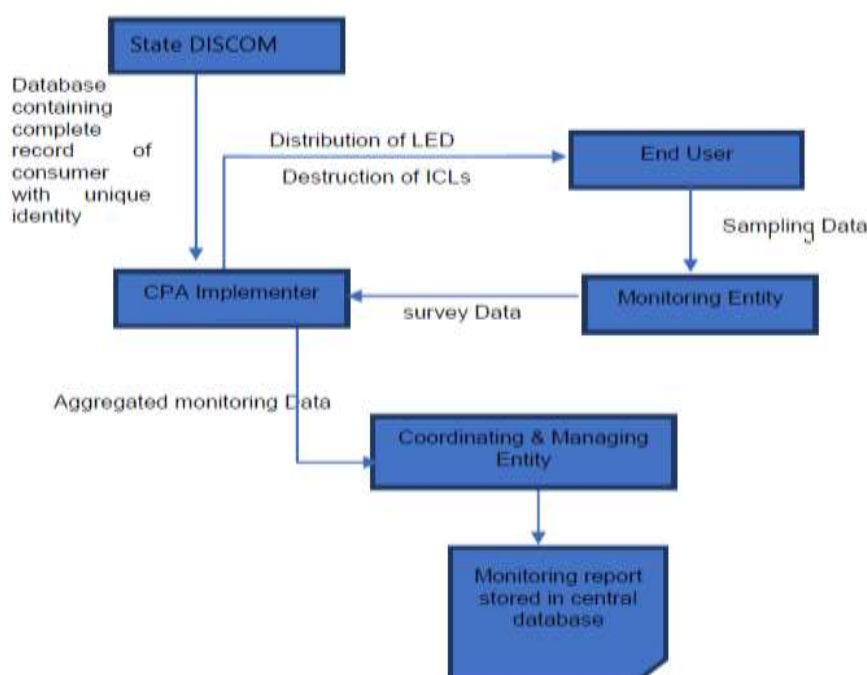 State DISCOM
Database
containing
complete
record of
consumer
with unique
identity
Distribution of LED
Destruction of ICLs
End User
Sampling Data
CPA Implementer
survey Data
Monitoring Entity
Aggregated monitoring Data
Coordinating & Managing
Entity
Monitoring report
stored in central
database